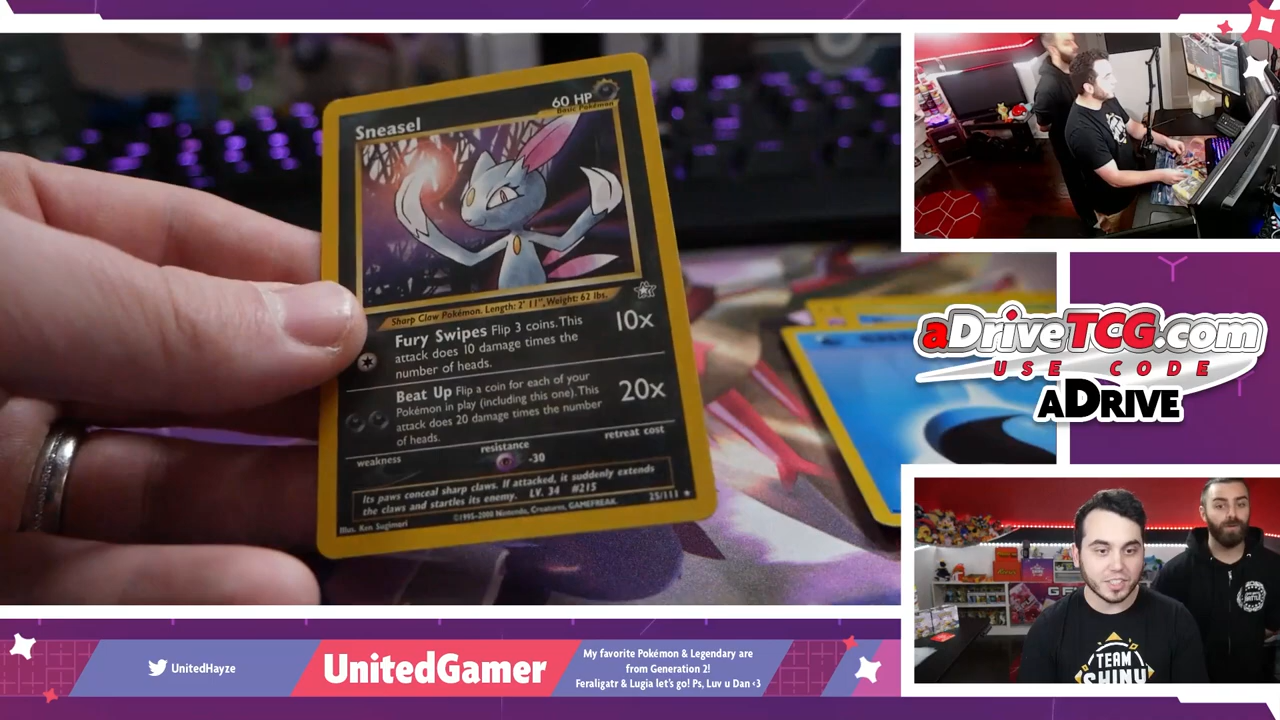 60 HP
Basic Pokémon
Sneasel
Sharp Claw Pokémon. Length: 2' 11", Weight: 62 lbs.
Fury Swipes Flip 3 coins. This
attack does 10 damage times the
number of heads.
10x
Beat Up Flip a coin for each of your
Pokémon in play (including this one). This
attack does 20 damage times the number
of heads.
20x
weakness
resistance
retreat cost
-30
Its paws conceal sharp claws. If attacked, it suddenly extends
the claws and startles its enemy. LV. 34 #215
Illus. Ken Sugimori
©1995-2000 Nintendo, Creatures, GAMEFREAK.
25/111
aDriveTCG.com
USE CODE
ADRIVE
TEAM
SHINY
UnitedHayze
UnitedGamer
My favorite Pokémon & Legendary are
from Generation 2!
Feraligatr & Lugia let's go! Ps, Luv u Dan <3